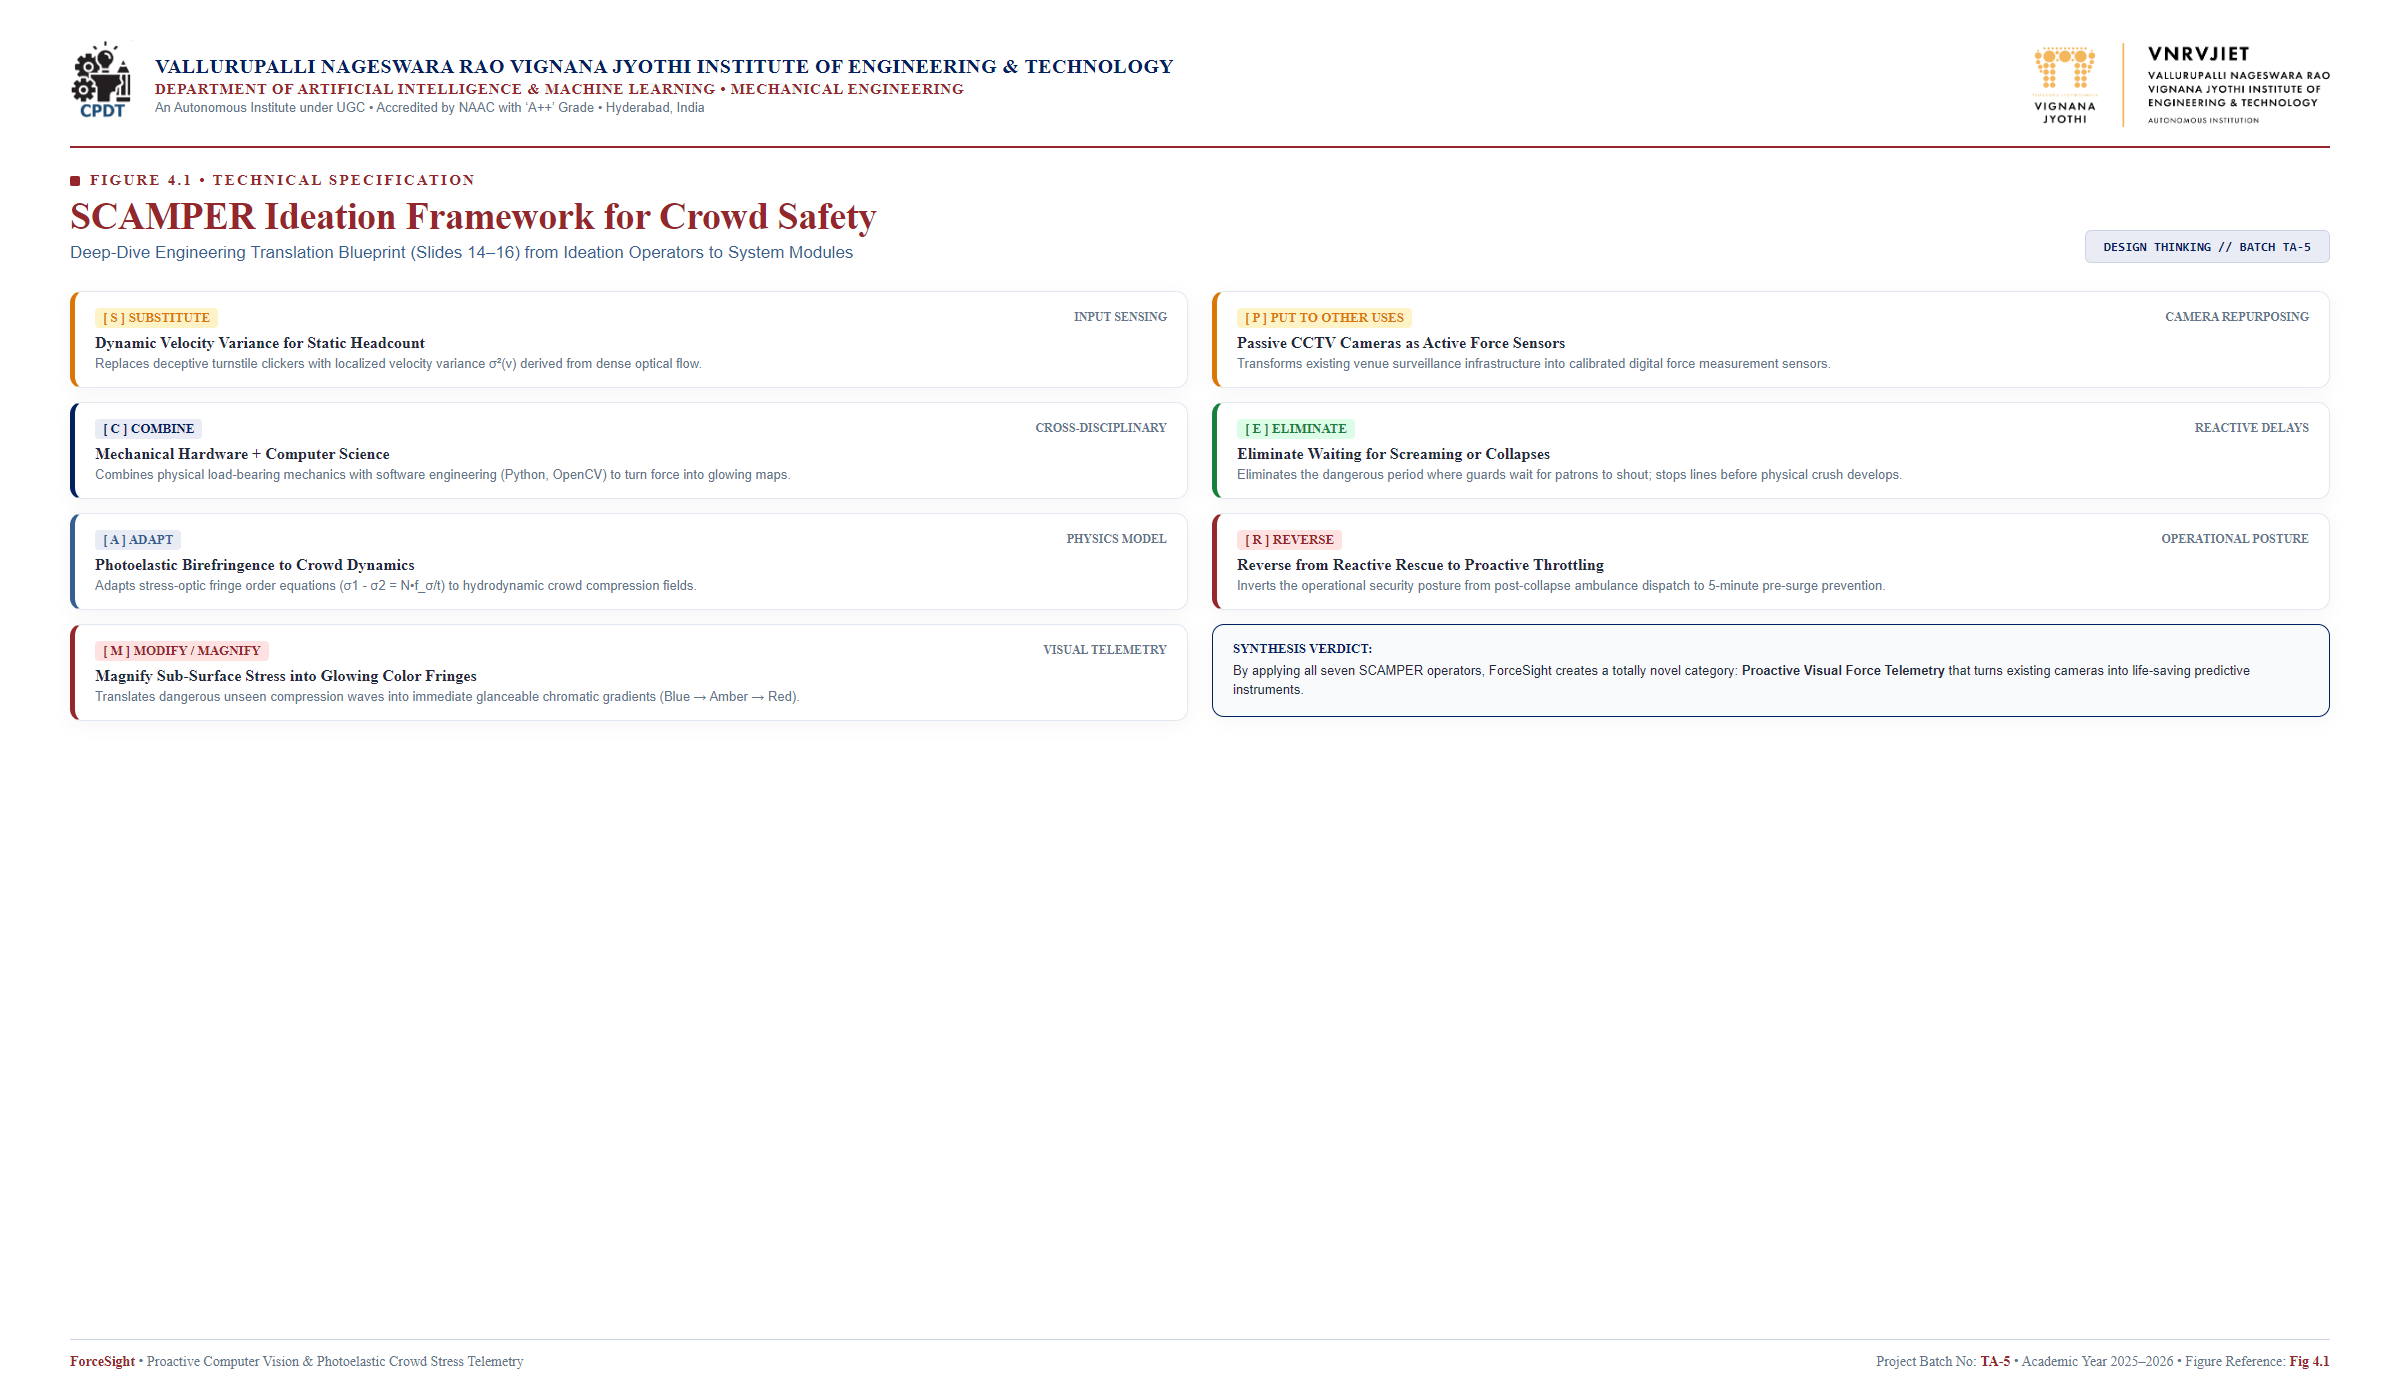 CPDT
VALLURUPALLI NAGESWARA RAO VIGNANA JYOTHI INSTITUTE OF ENGINEERING & TECHNOLOGY
DEPARTMENT OF ARTIFICIAL INTELLIGENCE & MACHINE LEARNING • MECHANICAL ENGINEERING
An Autonomous Institute under UGC • Accredited by NAAC with ‘A++’ Grade • Hyderabad, India
VIGNANA
JYOTHI
VNRVJIET
VALLURUPALLI NAGESWARA RAO
VIGNANA JYOTHI INSTITUTE OF
ENGINEERING & TECHNOLOGY
AUTONOMOUS INSTITUTION
FIGURE 4.1 • TECHNICAL SPECIFICATION
SCAMPER Ideation Framework for Crowd Safety
Deep-Dive Engineering Translation Blueprint (Slides 14–16) from Ideation Operators to System Modules
DESIGN THINKING // BATCH TA-5
[ S ] SUBSTITUTE
INPUT SENSING
Dynamic Velocity Variance for Static Headcount
Replaces deceptive turnstile clickers with localized velocity variance σ²(v) derived from dense optical flow.
[ C ] COMBINE
CROSS-DISCIPLINARY
Mechanical Hardware + Computer Science
Combines physical load-bearing mechanics with software engineering (Python, OpenCV) to turn force into glowing maps.
[ A ] ADAPT
PHYSICS MODEL
Photoelastic Birefringence to Crowd Dynamics
Adapts stress-optic fringe order equations (σ1 - σ2 = N•f_σ/t) to hydrodynamic crowd compression fields.
[ M ] MODIFY / MAGNIFY
VISUAL TELEMETRY
Magnify Sub-Surface Stress into Glowing Color Fringes
Translates dangerous unseen compression waves into immediate glanceable chromatic gradients (Blue → Amber → Red).
[ P ] PUT TO OTHER USES
CAMERA REPURPOSING
Passive CCTV Cameras as Active Force Sensors
Transforms existing venue surveillance infrastructure into calibrated digital force measurement sensors.
[ E ] ELIMINATE
REACTIVE DELAYS
Eliminate Waiting for Screaming or Collapses
Eliminates the dangerous period where guards wait for patrons to shout; stops lines before physical crush develops.
[ R ] REVERSE
OPERATIONAL POSTURE
Reverse from Reactive Rescue to Proactive Throttling
Inverts the operational security posture from post-collapse ambulance dispatch to 5-minute pre-surge prevention.
SYNTHESIS VERDICT:
By applying all seven SCAMPER operators, ForceSight creates a totally novel category: Proactive Visual Force Telemetry that turns existing cameras into life-saving predictive
instruments.
ForceSight • Proactive Computer Vision & Photoelastic Crowd Stress Telemetry
Project Batch No: TA-5 • Academic Year 2025–2026 • Figure Reference: Fig 4.1